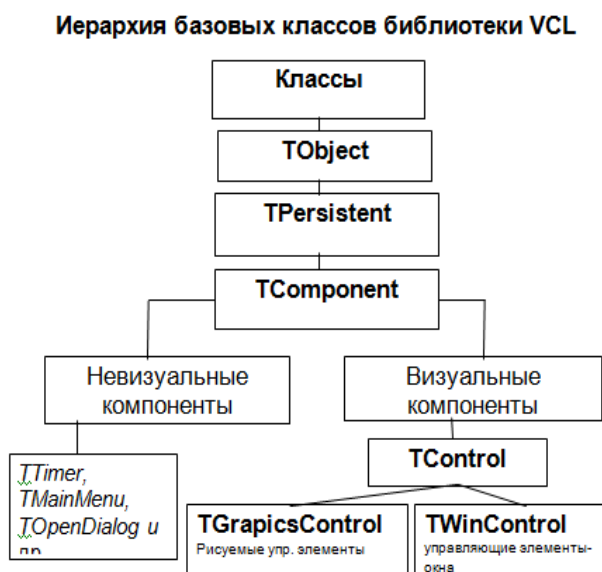 Иерархия базовых классов библиотеки VCL
Классы
TObject
TPersistent
TComponent
Невизуальные
компоненты
Визуальные
компоненты
TTimer,
TMainMenu,
TOpenDialog и
TControl
TGrapicsControl
Рисуемые упр. элементы
TWinControl
управляющие элементы-
окна